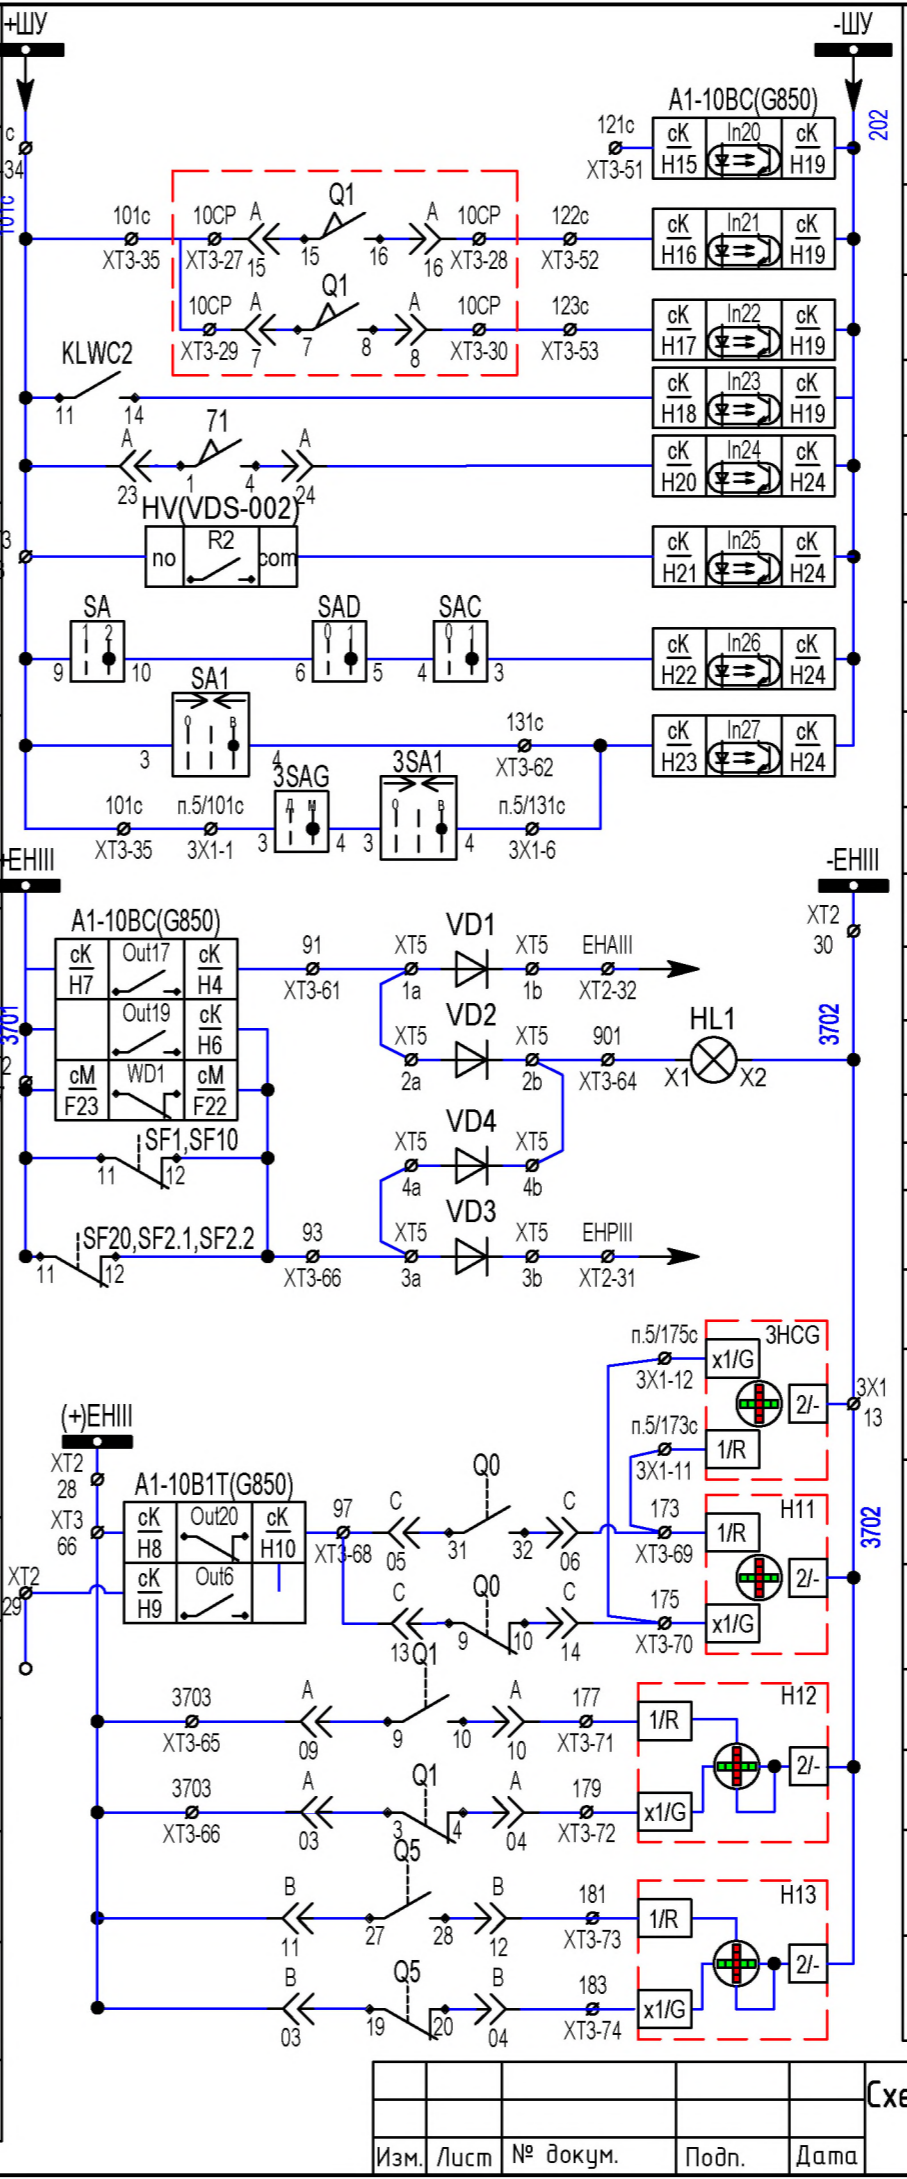 +ШУ
-ШУ
A1-10BC(G850)
202
121c
XT3-51
cK
H15
In20
cK
H19
-34
101c
101c
XT3-35
10CP
XT3-27
A
15
Q1
15
16
A
16
10CP
XT3-28
122c
XT3-52
cK
H16
In21
cK
H19
10CP
XT3-29
A
7
Q1
7
8
A
8
10CP
XT3-30
123c
XT3-53
cK
H17
In22
cK
H19
KLWC2
11
14
cK
H18
In23
cK
H19
A
23
71
1
4
A
24
cK
H20
In24
cK
H24
HV(VDS-002)
no
R2
com
cK
H21
In25
cK
H24
SA
1 2
9
10
SAD
0 1
6
5
SAC
0 1
4
3
cK
H22
In26
cK
H24
SA1
0 B
3
4
131c
XT3-62
cK
H23
In27
cK
H24
101c
XT3-35
п.5/101c
3X1-1
3SAG
Д М
3
4
3SA1
0 B
3
4
п.5/131c
3X1-6
+EHIII
-EHIII
XT2
30
A1-10BC(G850)
cK
H7
Out17
cK
H4
91
XT3-61
XT5
1a
VD1
XT5
1b
EHAIII
XT2-32
3701
Out19
cK
H6
XT5
2a
VD2
XT5
2b
901
XT3-64
HL1
X1
X2
3702
cM
F23
WD1
cM
F22
SF1,SF10
11
12
XT5
4a
VD4
XT5
4b
SF20,SF2.1,SF2.2
11
12
93
XT3-66
XT5
3a
VD3
XT5
3b
EHPIII
XT2-31
п.5/175c
3X1-12
3HCG
x1/G
2/-
3X1
13
п.5/173c
3X1-11
1/R
(+)EHIII
XT2
28
XT3
66
A1-10B1T(G850)
cK
H8
Out20
cK
H10
97
XT3-68
C
05
Q0
31
32
C
06
173
XT3-69
H11
1/R
2/-
3702
XT2
29
cK
H9
Out6
C
13
Q0
9
10
C
14
175
XT3-70
x1/G
3703
XT3-65
A
09
Q1
9
10
A
10
177
XT3-71
H12
1/R
2/-
3703
XT3-66
A
03
Q1
3
4
A
04
179
XT3-72
x1/G
B
11
Q5
27
28
B
12
181
XT3-73
H13
1/R
2/-
B
03
Q5
19
20
B
04
183
XT3-74
x1/G
Схе
Изм. Лист № докум. Подп. Дата